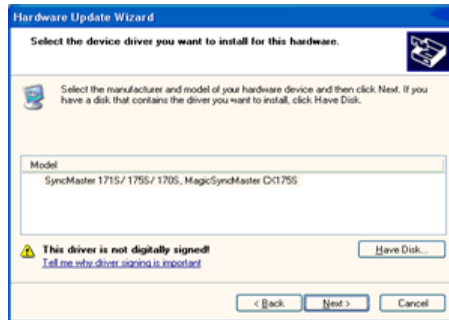 Hardware Update Wizard
Select the device driver you want to install for this hardware.
Select the manufacturer and model of your hardware device and then click Next. If you
have a disk that contains the driver you want to install, click Have Disk.
Model
SyncMaster 171S/ 175S/ 170S, MagicSyncMaster CX175S
This driver is not digitally signed!
Tell me why driver signing is important
Have Disk...
< Back
Next >
Cancel